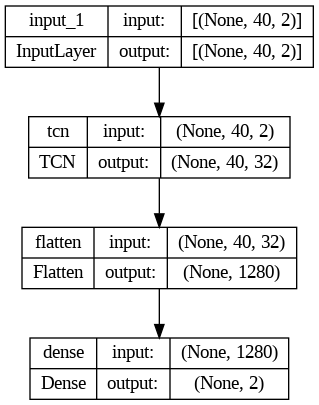 input_1 input: [(None, 40, 2)]
InputLayer output: [(None, 40, 2)]
tcn input: (None, 40, 2)
TCN output: (None, 40, 32)
flatten input: (None, 40, 32)
Flatten output: (None, 1280)
dense input: (None, 1280)
Dense output: (None, 2)